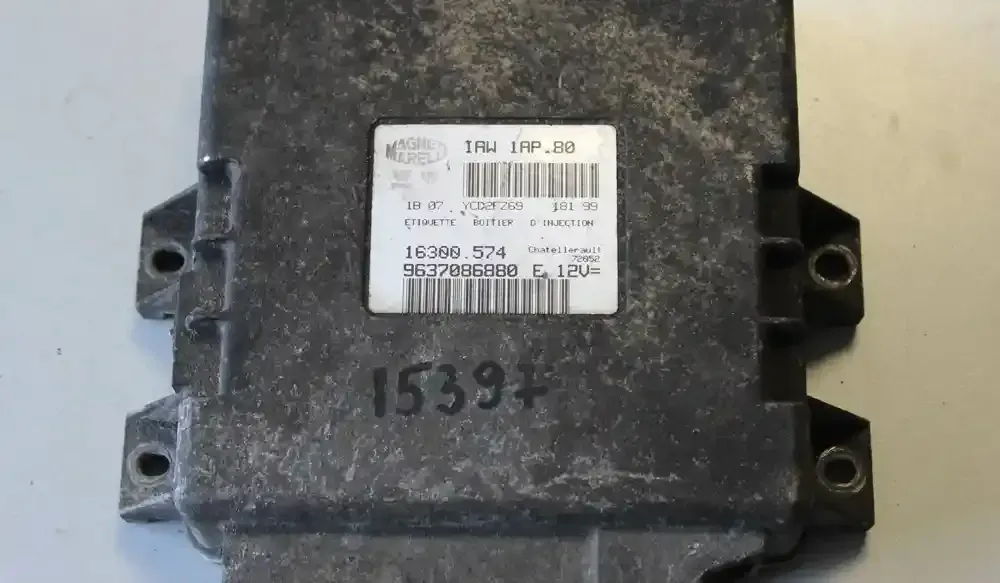 MAGNETI
MARELLI
IAW 1AP.80
18 07 YCD2FZ69 181 99
ETIQUETTE BOITIER D'INJECTION
16300.574 Chatellerault
72052
9637086880 E 12V=
15397